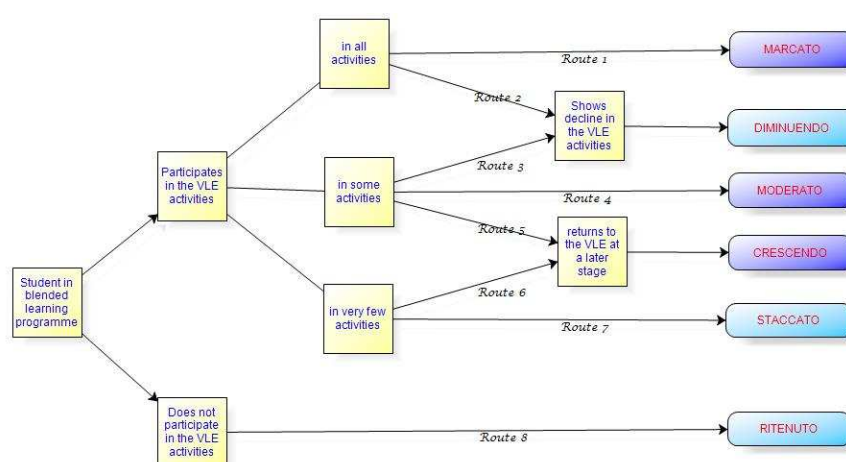 in all
activities
Route 1
MARCATO
Route 2
Shows
decline in
the VLE
activities
DIMINUENDO
Participates
in the VLE
activities
Route 3
in some
activities
Route 4
MODERATO
Route 5
returns to
the VLE at
a later
stage
CRESCENDO
Student in
blended
learning
programme
Route 6
in very few
activities
Route 7
STACCATO
Does not
participate
in the VLE
activities
Route 8
RITENUTO